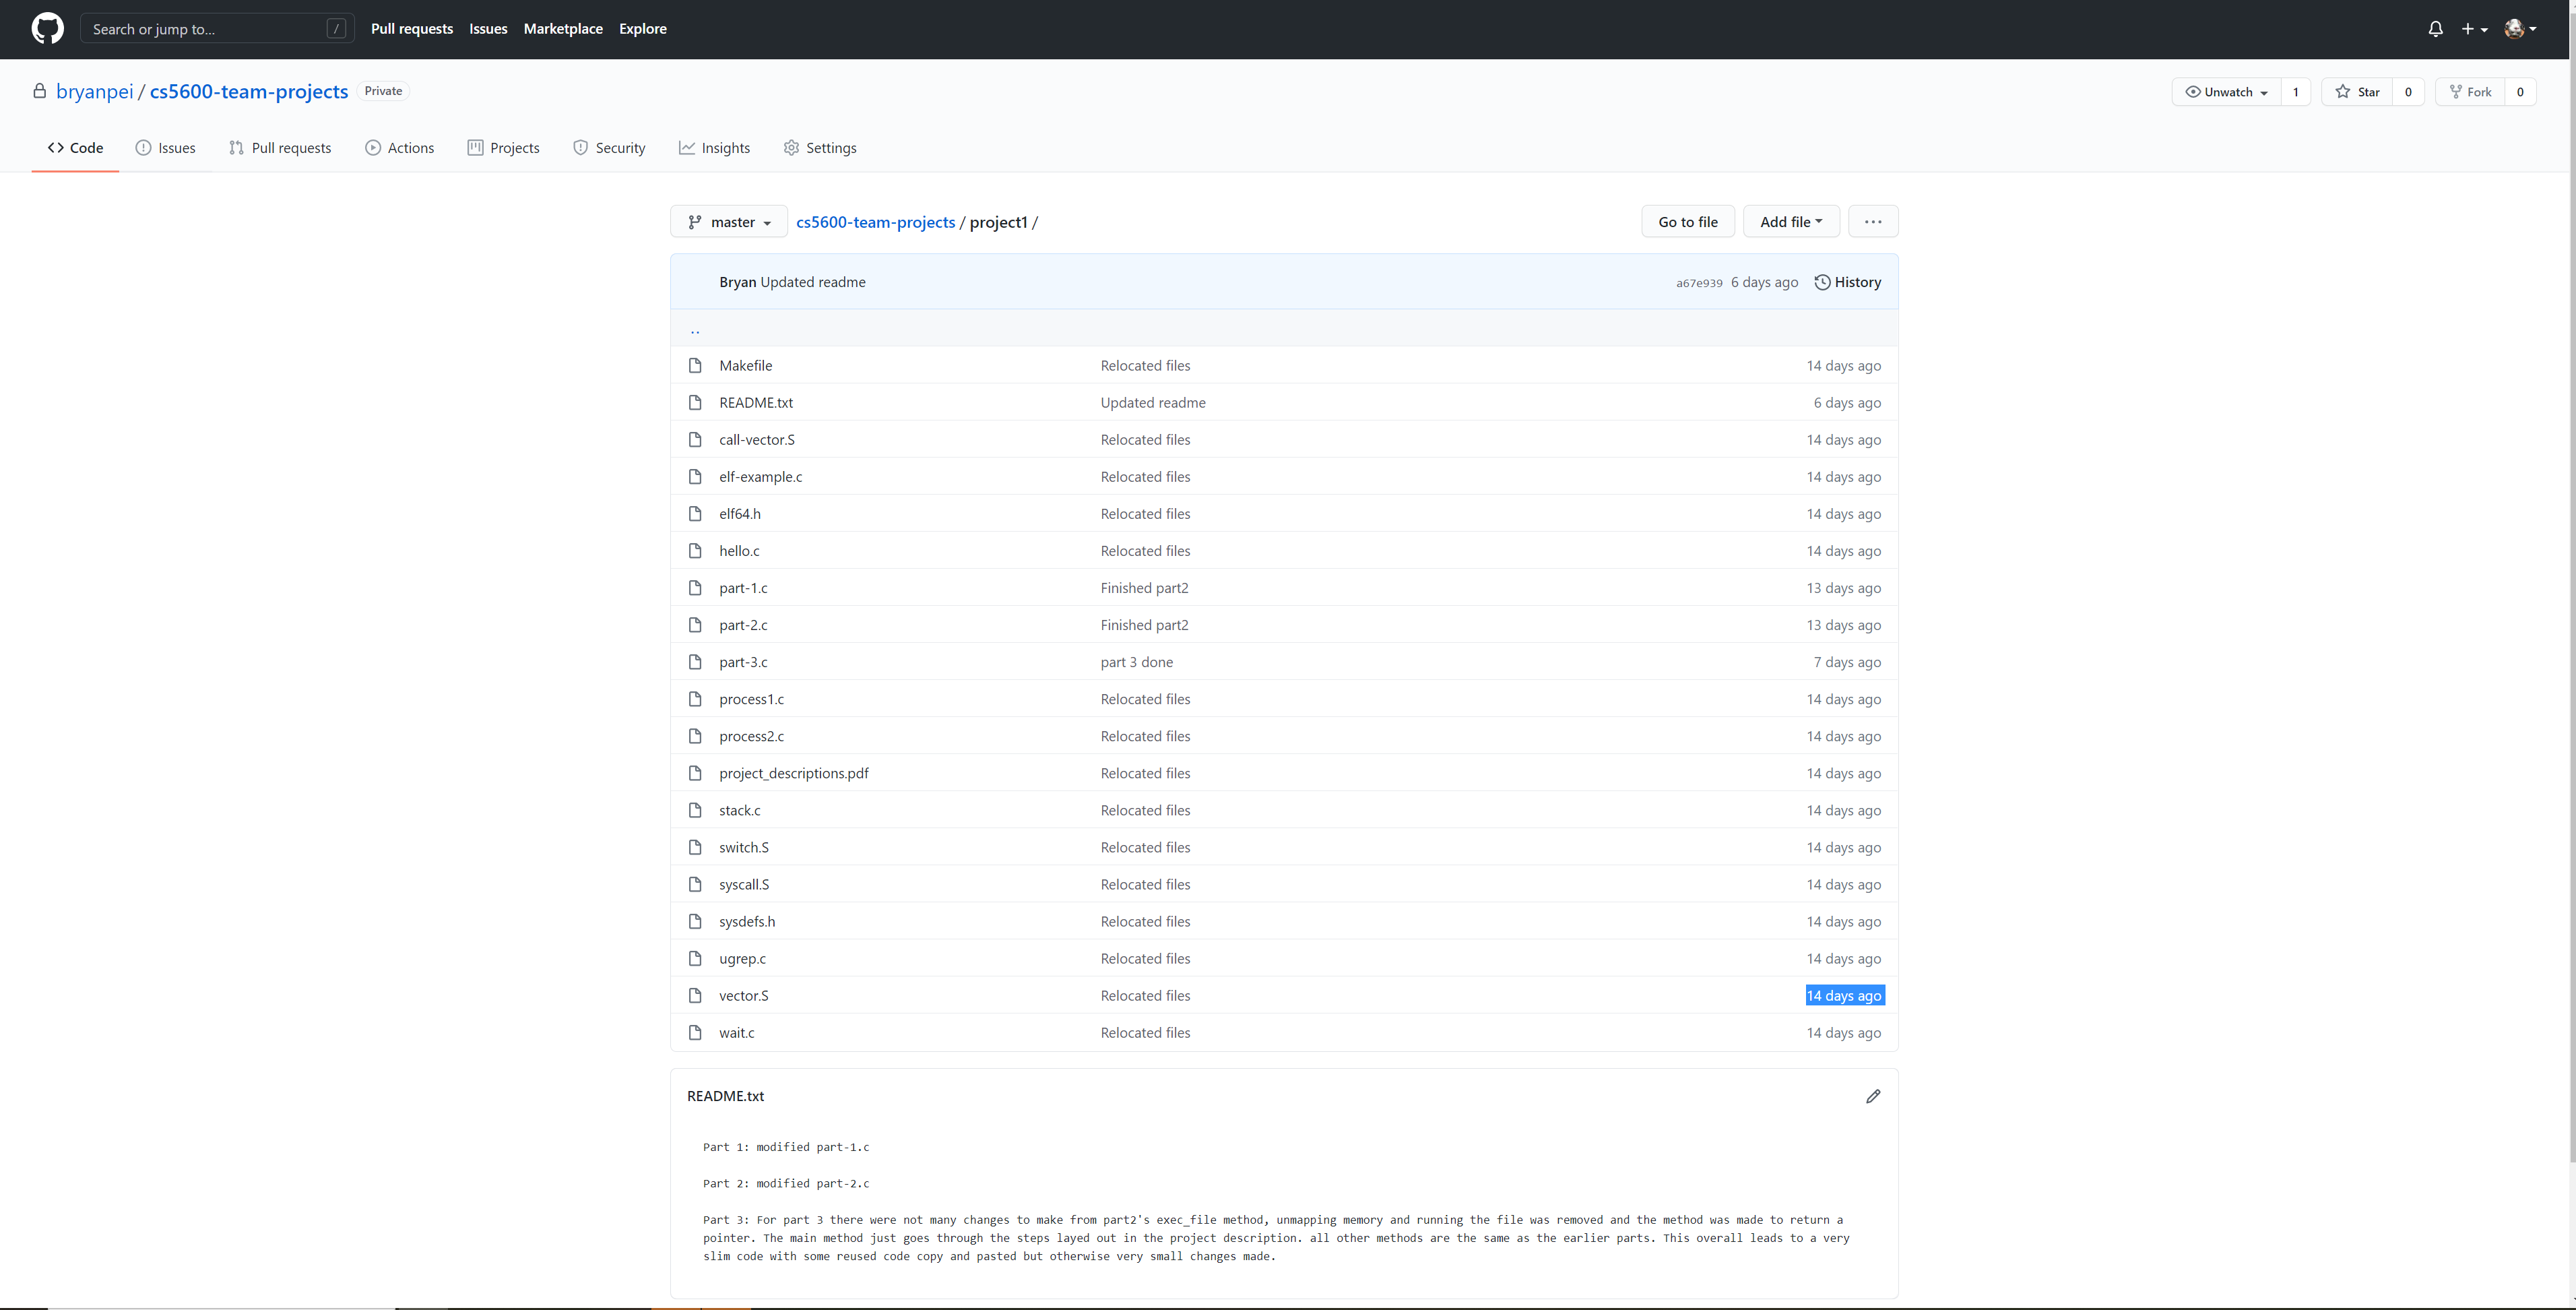 Search or jump to... / Pull requests Issues Marketplace Explore
bryanpei / cs5600-team-projects Private Unwatch 1 Star 0 Fork 0
Code Issues Pull requests Actions Projects Security Insights Settings
master cs5600-team-projects / project1 / Go to file Add file ...
Bryan Updated readme a67e939 6 days ago History
..
Makefile Relocated files 14 days ago
README.txt Updated readme 6 days ago
call-vector.S Relocated files 14 days ago
elf-example.c Relocated files 14 days ago
elf64.h Relocated files 14 days ago
hello.c Relocated files 14 days ago
part-1.c Finished part2 13 days ago
part-2.c Finished part2 13 days ago
part-3.c part 3 done 7 days ago
process1.c Relocated files 14 days ago
process2.c Relocated files 14 days ago
project_descriptions.pdf Relocated files 14 days ago
stack.c Relocated files 14 days ago
switch.S Relocated files 14 days ago
syscall.S Relocated files 14 days ago
sysdefs.h Relocated files 14 days ago
ugrep.c Relocated files 14 days ago
vector.S Relocated files 14 days ago
wait.c Relocated files 14 days ago
README.txt
Part 1: modified part-1.c
Part 2: modified part-2.c
Part 3: For part 3 there were not many changes to make from part2's exec_file method, unmapping memory and running the file was removed and the method was made to return a
pointer. The main method just goes through the steps layed out in the project description. all other methods are the same as the earlier parts. This overall leads to a very
slim code with some reused code copy and pasted but otherwise very small changes made.